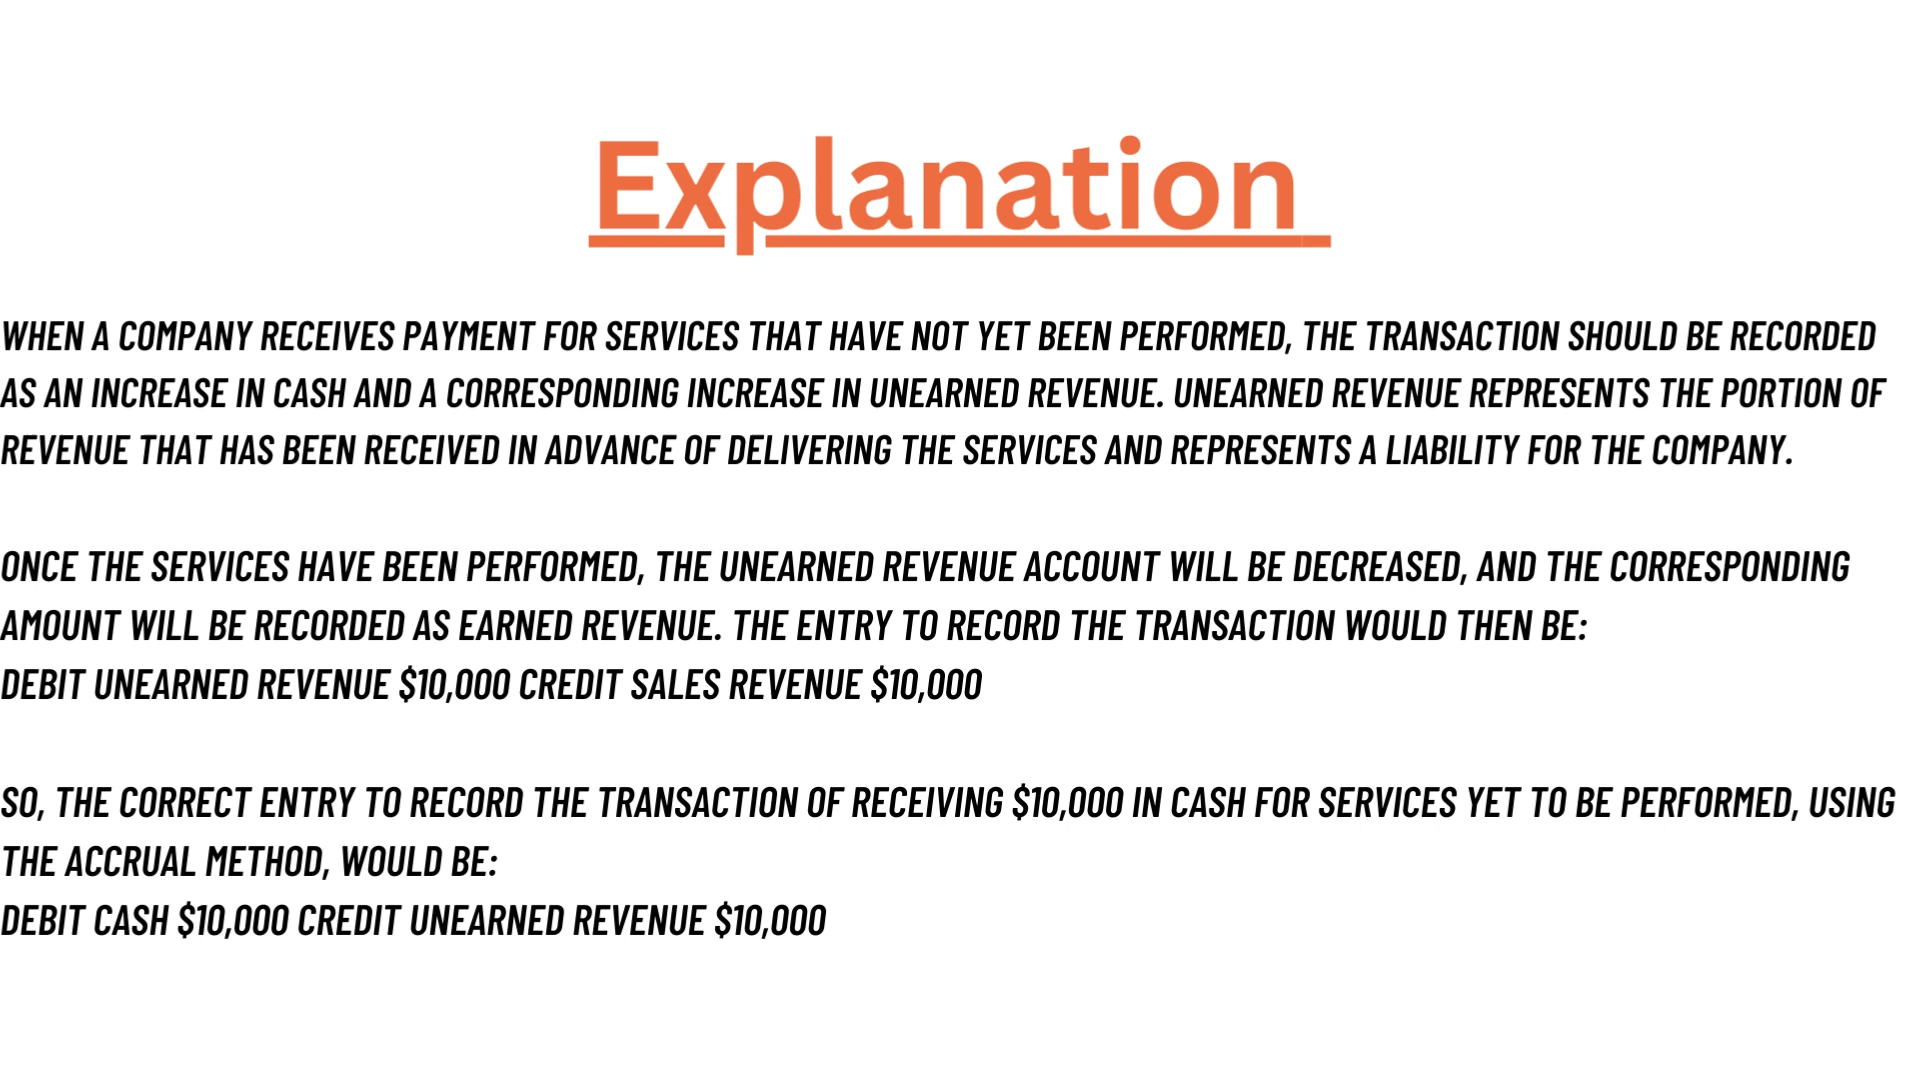 Explanation
WHEN A COMPANY RECEIVES PAYMENT FOR SERVICES THAT HAVE NOT YET BEEN PERFORMED, THE TRANSACTION SHOULD BE RECORDED
AS AN INCREASE IN CASH AND A CORRESPONDING INCREASE IN UNEARNED REVENUE. UNEARNED REVENUE REPRESENTS THE PORTION OF
REVENUE THAT HAS BEEN RECEIVED IN ADVANCE OF DELIVERING THE SERVICES AND REPRESENTS A LIABILITY FOR THE COMPANY.
ONCE THE SERVICES HAVE BEEN PERFORMED, THE UNEARNED REVENUE ACCOUNT WILL BE DECREASED, AND THE CORRESPONDING
AMOUNT WILL BE RECORDED AS EARNED REVENUE. THE ENTRY TO RECORD THE TRANSACTION WOULD THEN BE:
DEBIT UNEARNED REVENUE $10,000 CREDIT SALES REVENUE $10,000
SO, THE CORRECT ENTRY TO RECORD THE TRANSACTION OF RECEIVING $10,000 IN CASH FOR SERVICES YET TO BE PERFORMED, USING
THE ACCRUAL METHOD, WOULD BE:
DEBIT CASH $10,000 CREDIT UNEARNED REVENUE $10,000